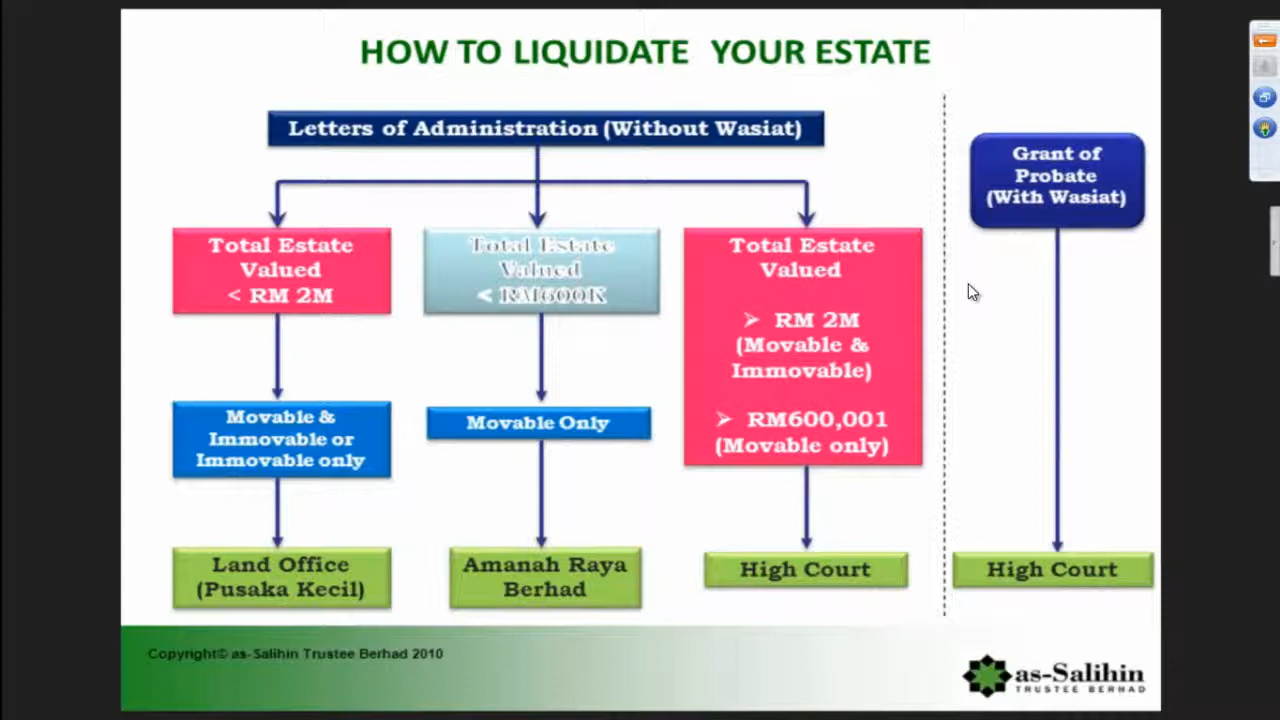 HOW TO LIQUIDATE YOUR ESTATE
Letters of Administration (Without Wasiat)
Grant of
Probate
(With Wasiat)
Total Estate
Valued
< RM 2M
Total Estate
Valued
< RM600K
Total Estate
Valued
➢ RM 2M
(Movable &
Immovable)
➢ RM600,001
(Movable only)
Movable &
Immovable or
Immovable only
Movable Only
Land Office
(Pusaka Kecil)
Amanah Raya
Berhad
High Court
High Court
Copyright© as-Salihin Trustee Berhad 2010
as-Salihin
TRUSTEE BERHAD